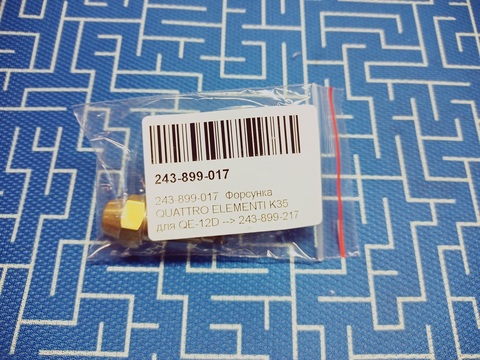 243-899-017
243-899-017 Форсунка
QUATTRO ELEMENTI K35
для QE-12D --> 243-899-217